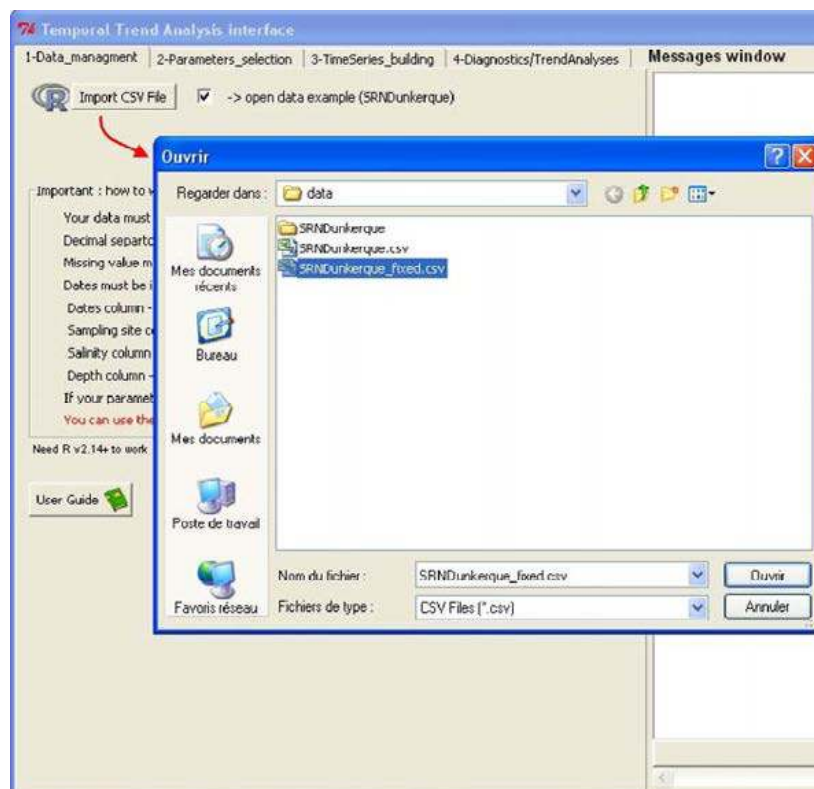 Temporal Trend Analysis interface
1-Data_managment
2-Parameters_selection
3-TimeSeries_building
4-Diagnostics/TrendAnalyses
Messages window
Import CSV File
-> open data example (SRNDunkerque)
Ouvrir
Important : how to
Regarder dans :
data
Your data must
Decimal separto
Missing value m
Dates must be i
Dates column -
Sampling site c
Salinity column
Depth column -
If your paramet
You can use the
Need R v2.14+ to work
User Guide
SRNDunkerque
SRNDunkerque.csv
SRNDunkerque_fixed.csv
Mes documents
récents
Bureau
Mes documents
Poste de travail
Favoris réseau
Nom du fichier :
SRNDunkerque_fixed.csv
Ouvrir
Fichiers de type :
CSV Files (*.csv)
Annuler